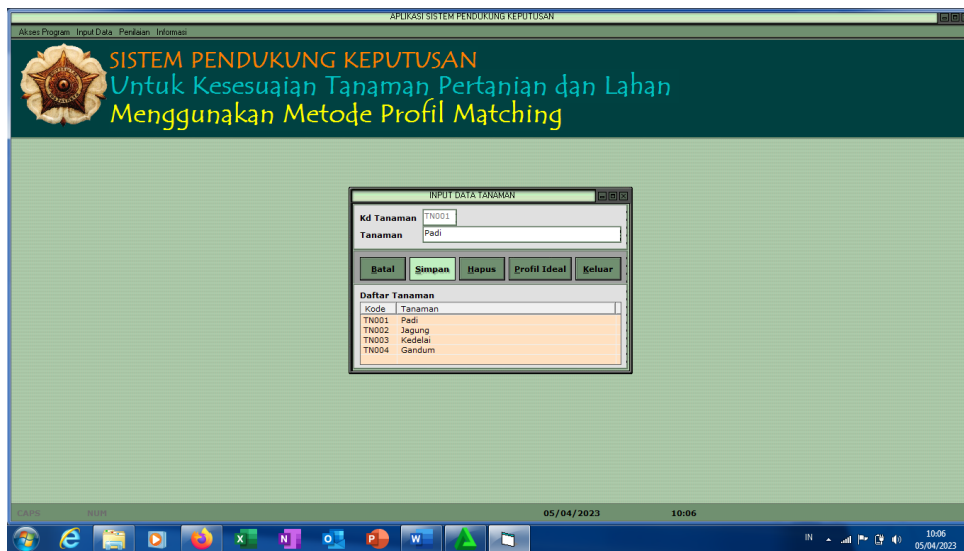 APLIKASI SISTEM PENDUKUNG KEPUTUSAN
Akses Program Input Data Penilaian Informasi
SISTEM PENDUKUNG KEPUTUSAN
Untuk Kesesuaian Tanaman Pertanian dan Lahan
Menggunakan Metode Profil Matching
INPUT DATA TANAMAN
Kd Tanaman TN001
Tanaman Padi
Batal Simpan Hapus Profil Ideal Keluar
Daftar Tanaman
Kode Tanaman
TN001 Padi
TN002 Jagung
TN003 Kedelai
TN004 Gandum
CAPS NUM 05/04/2023 10:06
IN 10:06
05/04/2023